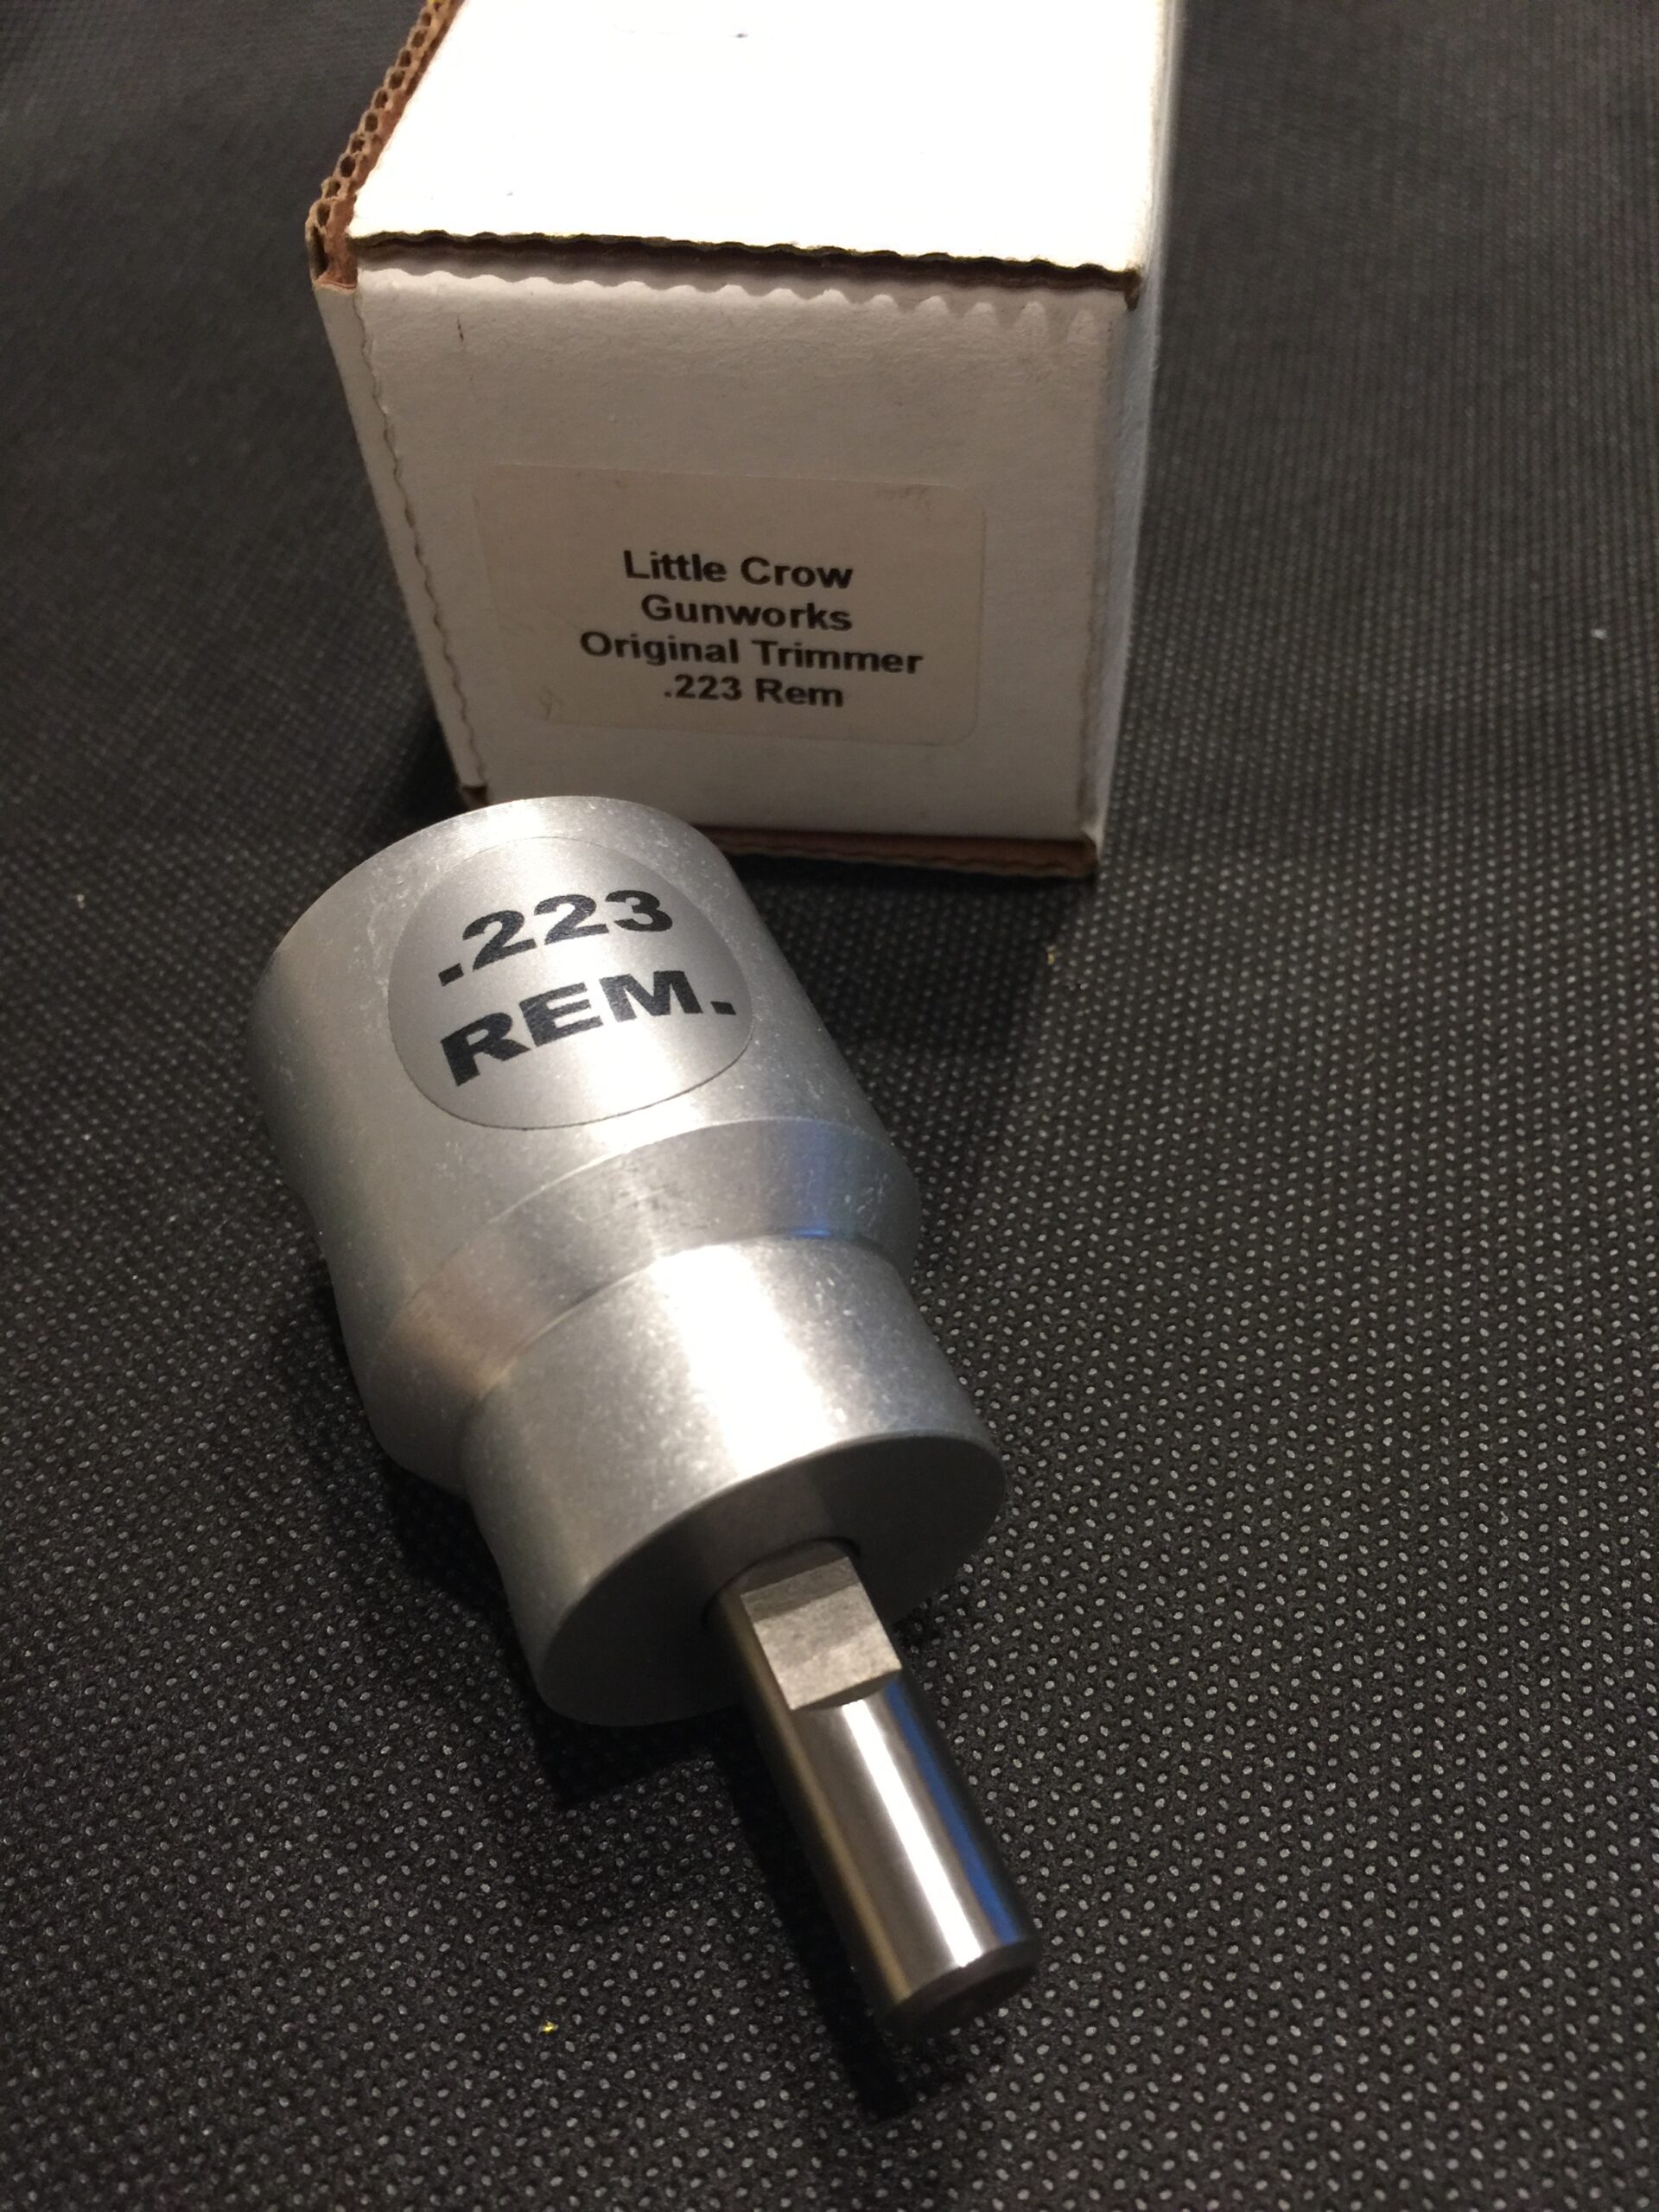 Little Crow
Gunworks
Original Trimmer
.223 Rem
.223
REM.